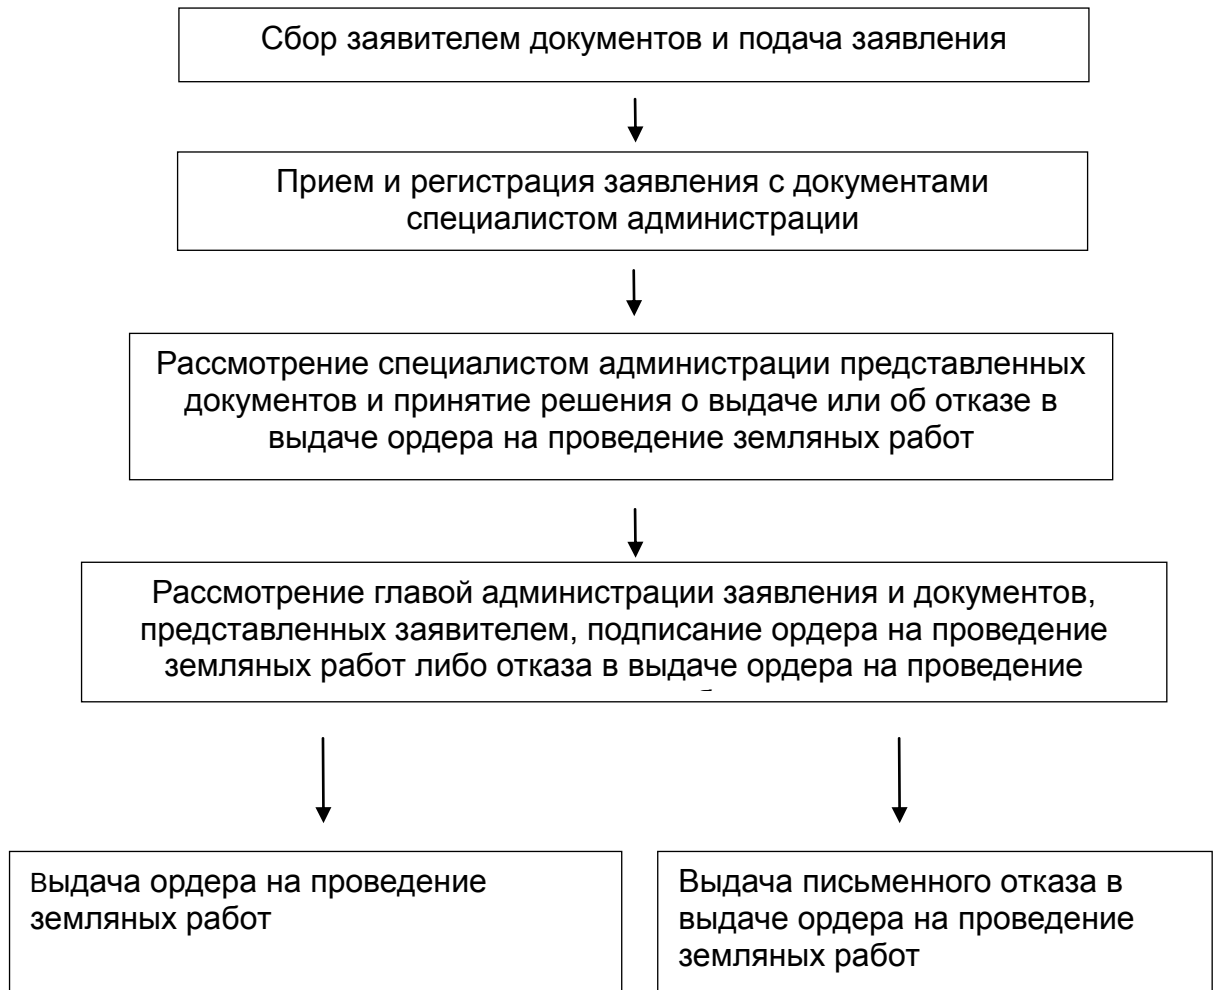 Сбор заявителем документов и подача заявления
Прием и регистрация заявления с документами
специалистом администрации
Рассмотрение специалистом администрации представленных
документов и принятие решения о выдаче или об отказе в
выдаче ордера на проведение земляных работ
Рассмотрение главой администрации заявления и документов,
представленных заявителем, подписание ордера на проведение
земляных работ либо отказа в выдаче ордера на проведение
Выдача ордера на проведение
земляных работ
Выдача письменного отказа в
выдаче ордера на проведение
земляных работ